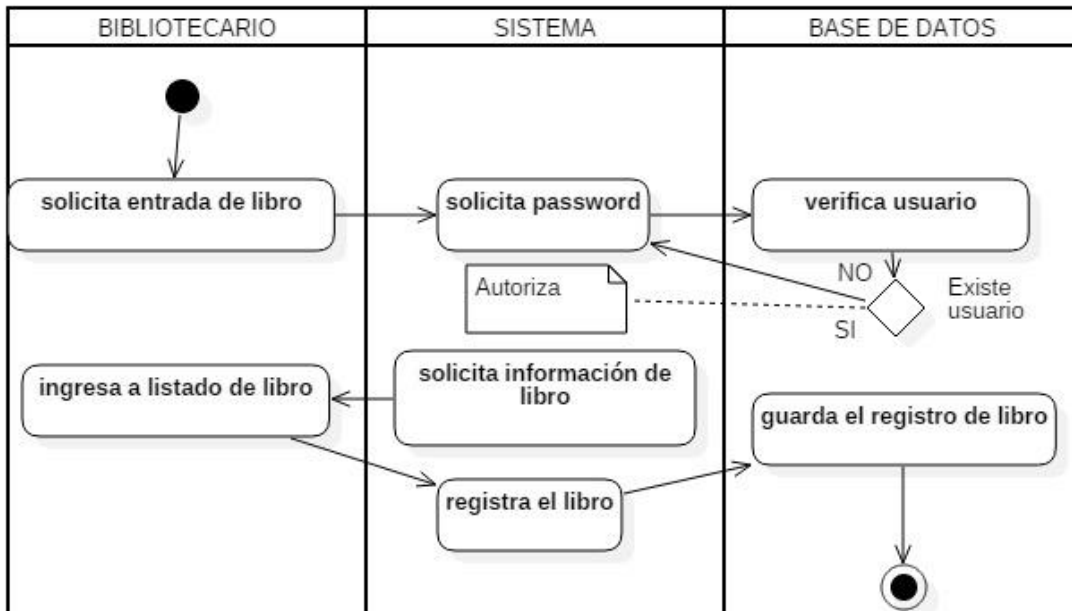 BIBLIOTECARIO
SISTEMA
BASE DE DATOS
solicita entrada de libro
solicita password
verifica usuario
NO
Autoriza
Existe
usuario
SI
ingresa a listado de libro
solicita información de
libro
guarda el registro de libro
registra el libro